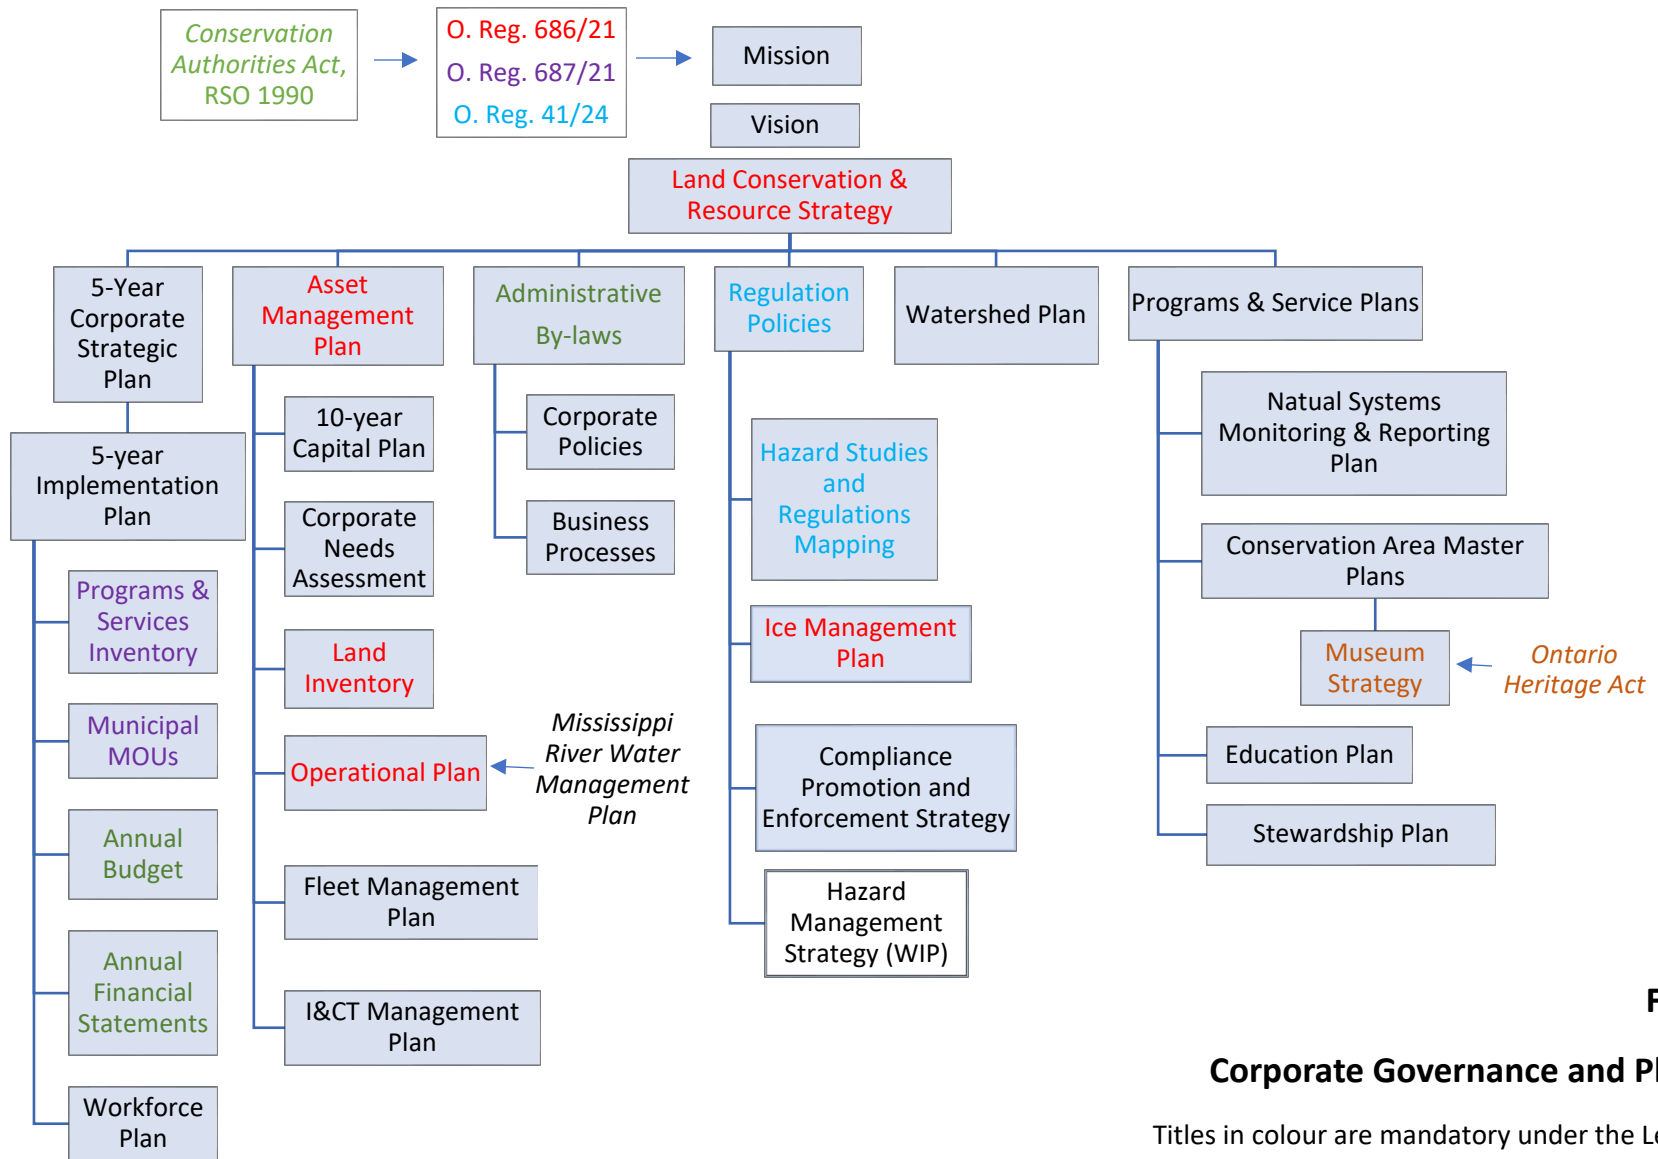 Conservation
Authorities Act,
RSO 1990
O. Reg. 686/21
O. Reg. 687/21
O. Reg. 41/24
Mission
Vision
Land Conservation &
Resource Strategy
5-Year
Corporate
Strategic
Plan
5-year
Implementation
Plan
Programs &
Services
Inventory
Municipal
MOUs
Annual
Budget
Annual
Financial
Statements
Workforce
Plan
Asset
Management
Plan
10-year
Capital Plan
Corporate
Needs
Assessment
Land
Inventory
Operational Plan
Mississippi
River Water
Management
Plan
Fleet Management
Plan
I&CT Management
Plan
Administrative
By-laws
Corporate
Policies
Business
Processes
Regulation
Policies
Hazard Studies
and
Regulations
Mapping
Ice Management
Plan
Compliance
Promotion and
Enforcement Strategy
Hazard
Management
Strategy (WIP)
Watershed Plan
Programs & Service Plans
Natual Systems
Monitoring & Reporting
Plan
Conservation Area Master
Plans
Museum
Strategy
Ontario
Heritage Act
Education Plan
Stewardship Plan
Corporate Governance and
Titles in colour are mandatory under the